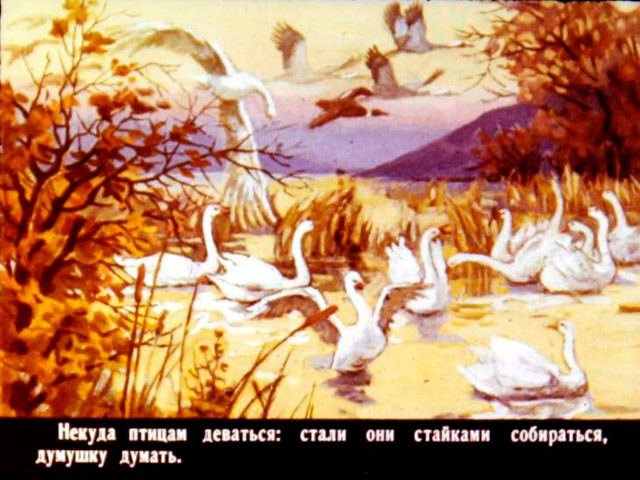 Некуда птицам деваться: стали они стайками собираться,
думушку думать.